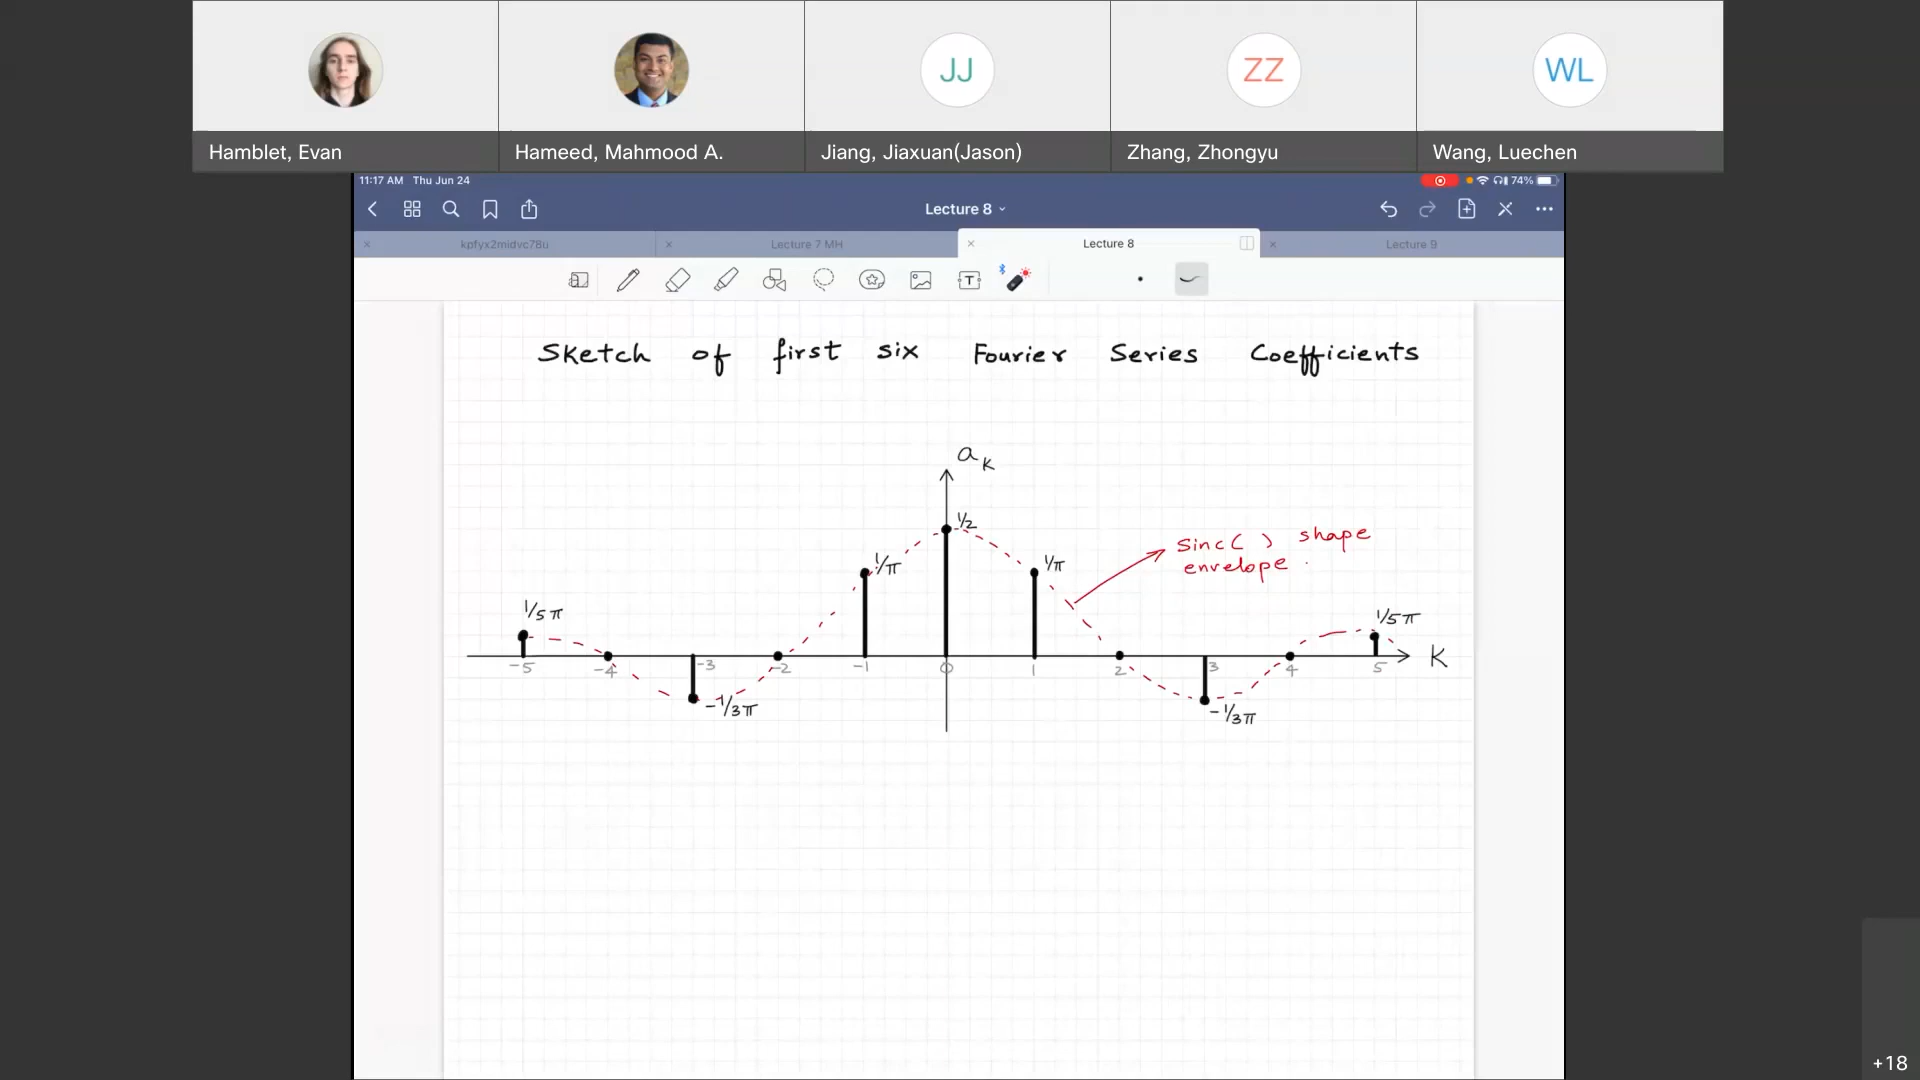 JJ
ZZ
WL
Hamblet, Evan
Hameed, Mahmood A.
Jiang, Jiaxuan(Jason)
Zhang, Zhongyu
Wang, Luechen
11:17 AM Thu Jun 24
74%
Lecture 8
kpfyx2midvc78u
Lecture 7 MH
Lecture 8
Lecture 9
T
Sketch of first six Fourier Series Coefficients
aK
1/2
sinc( ) shape
envelope
1/π
1/π
1/5π
1/5π
-5 -4 -3 -2 -1 0 1 2 3 4 5 K
-1/3π
-1/3π
+18